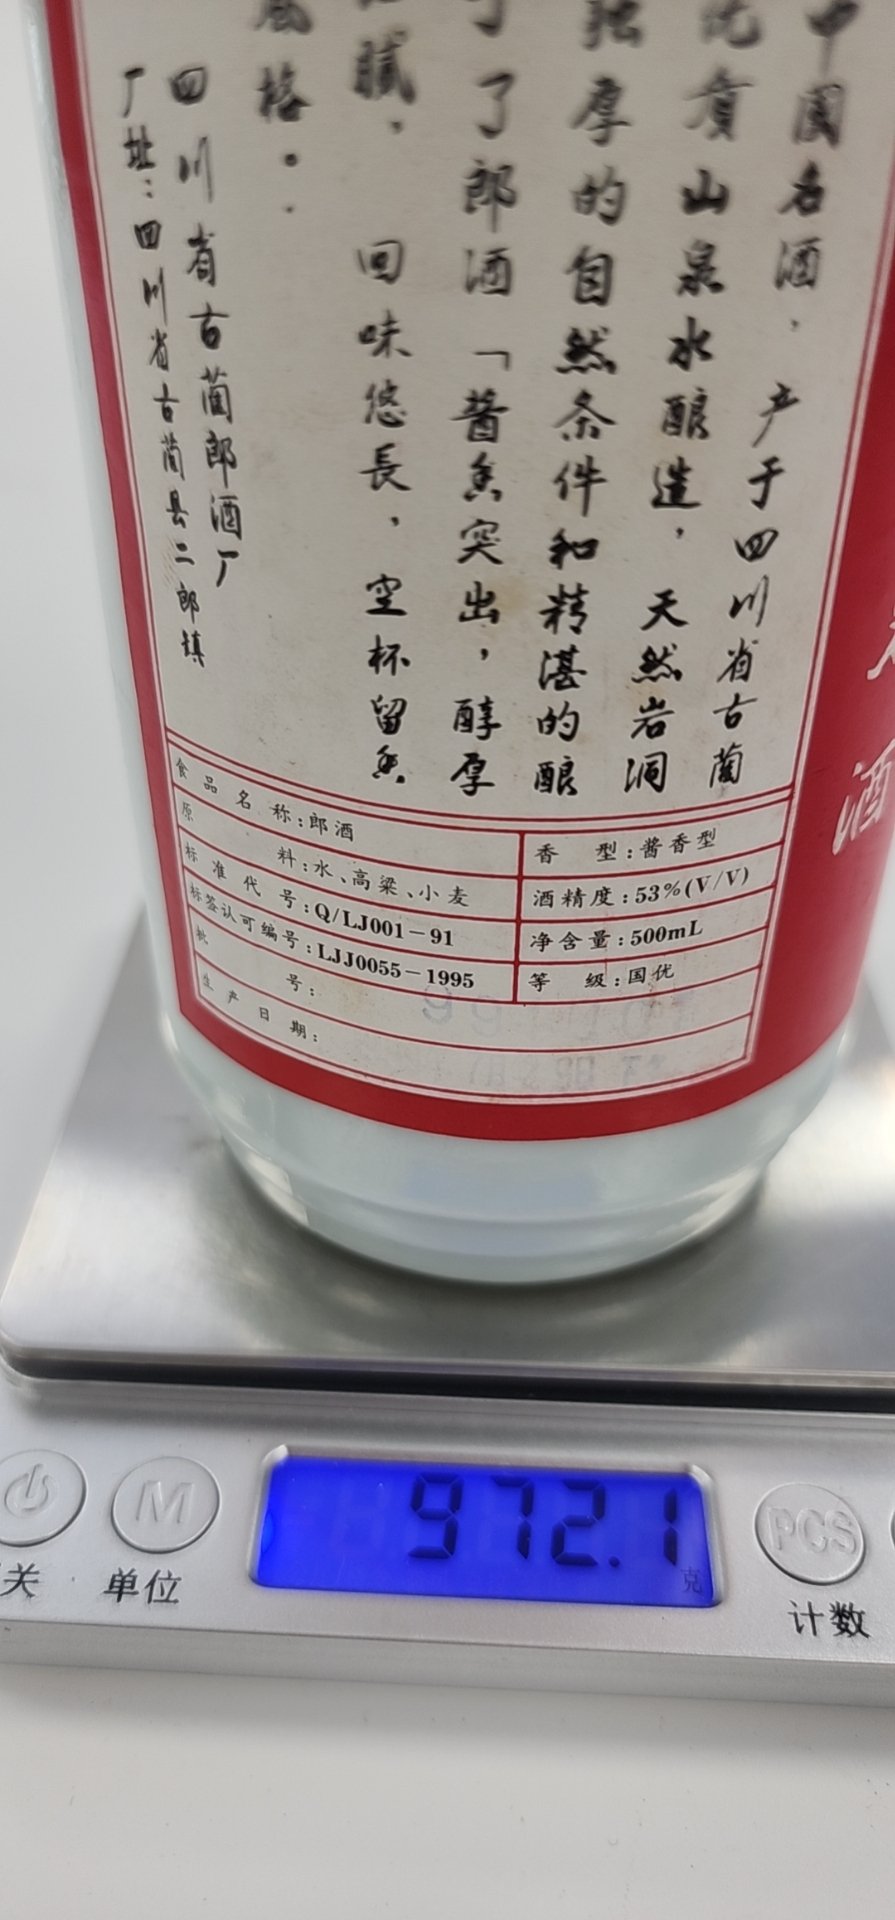 中国名酒，产于四川省古蔺
优质山泉水酿造，天然岩洞
独厚的自然条件和精湛的酿
了郎酒「酱香突出，醇厚
腻，回味悠長，空杯留香
风格。
四川省古蔺郎酒厂
厂址：四川省古蔺县二郎镇
食品名称：郎酒
原料：水、高粱、小麦
标准代号：Q/LJ001－91
标签认可编号：LJJ0055－1995
批号：
生产日期：
香型：酱香型
酒精度：53%(V/V)
净含量：500mL
等级：国优
酒
972.1
克
关
M
单位
PCS
计数